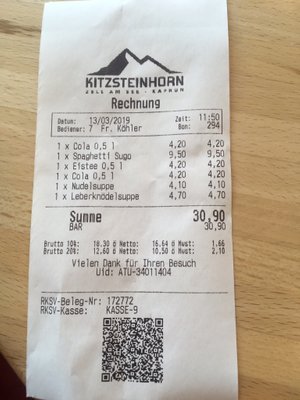 KITZSTEINHORN
ZELL AM SEE · KAPRUN
Rechnung
Datum: 13/03/2019 Zeit: 11:50
Bediener: 7 Fr. Köhler Bon: 294
1 x Cola 0,5 l 4,20 4,20
1 x Spaghetti Sugo 9,50 9,50
1 x Eistee 0,5 l 4,20 4,20
1 x Cola 0,5 l 4,20 4,20
1 x Nudelsuppe 4,10 4,10
1 x Leberknödelsuppe 4,70 4,70
Summe 30,90
BAR 30,90
Brutto 10%: 18.30 ö Netto: 16.64 ö Mwst: 1.66
Brutto 20%: 12.60 ö Netto: 10.50 ö Mwst: 2.10
Vielen Dank für Ihren Besuch
Uid: ATU-34011404
RKSV-Beleg-Nr: 172772
RKSV-Kasse: KASSE-9